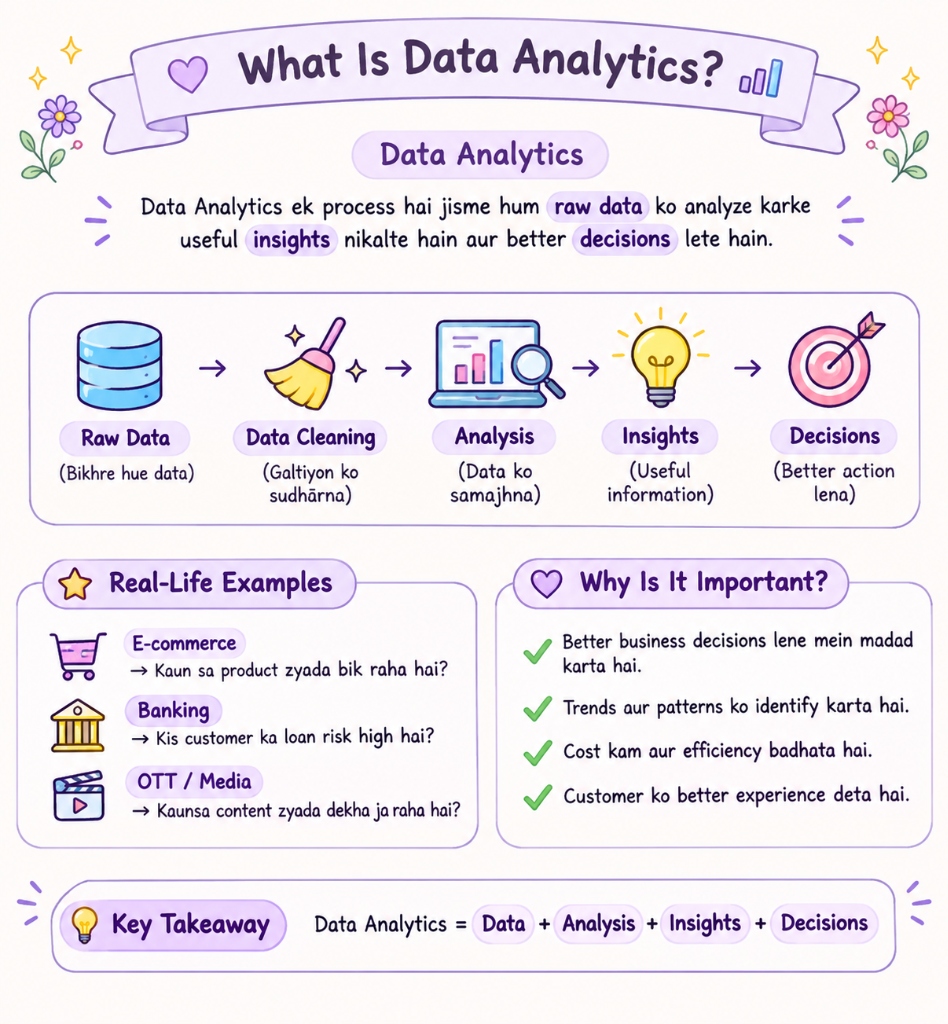 What Is Data Analytics?
Data Analytics
Data Analytics ek process hai jisme hum raw data ko analyze karke
useful insights nikalte hain aur better decisions lete hain.
Raw Data
(Bikhre hue data)
Data Cleaning
(Galtiyon ko
sudhārna)
Analysis
(Data ko
samajhna)
Insights
(Useful
information)
Decisions
(Better action
lena)
Real-Life Examples
E-commerce
→ Kaun sa product zyada bik raha hai?
Banking
→ Kis customer ka loan risk high hai?
OTT / Media
→ Kaunsa content zyada dekha ja raha hai?
Why Is It Important?
Better business decisions lene mein madad
karta hai.
Trends aur patterns ko identify karta hai.
Cost kam aur efficiency badhata hai.
Customer ko better experience deta hai.
Key Takeaway
Data Analytics = Data + Analysis + Insights + Decisions